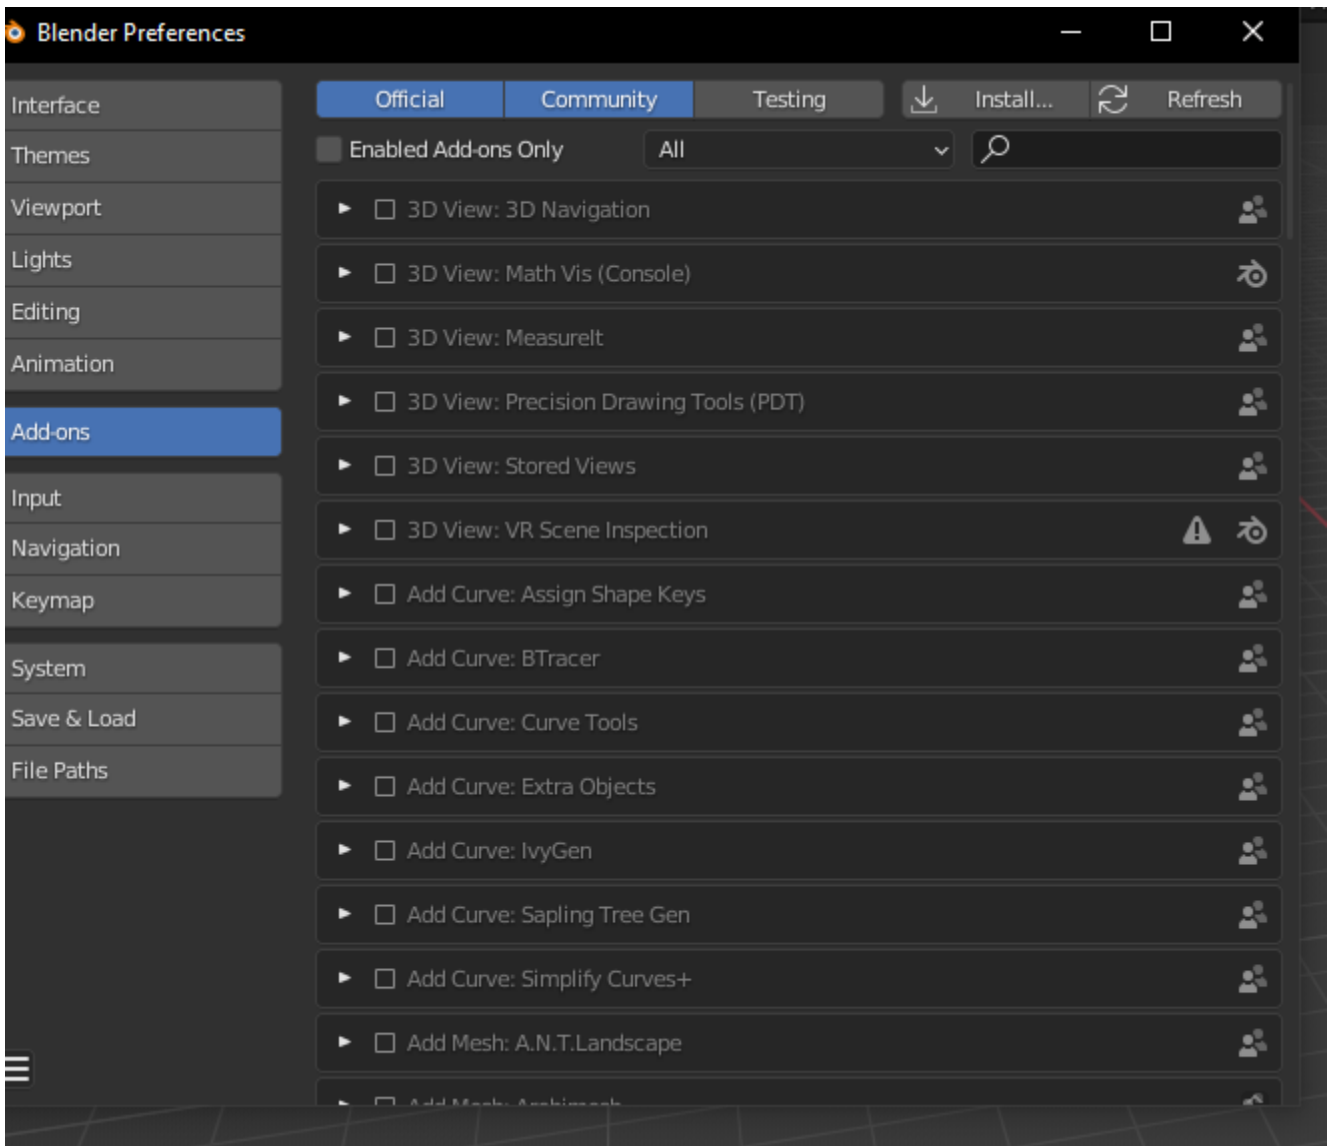 Blender Preferences
Interface
Themes
Viewport
Lights
Editing
Animation
Add-ons
Input
Navigation
Keymap
System
Save & Load
File Paths
Official Community Testing Install... Refresh
Enabled Add-ons Only All
3D View: 3D Navigation
3D View: Math Vis (Console)
3D View: MeasureIt
3D View: Precision Drawing Tools (PDT)
3D View: Stored Views
3D View: VR Scene Inspection
Add Curve: Assign Shape Keys
Add Curve: BTracer
Add Curve: Curve Tools
Add Curve: Extra Objects
Add Curve: IvyGen
Add Curve: Sapling Tree Gen
Add Curve: Simplify Curves+
Add Mesh: A.N.T.Landscape
Add Mesh: Archimesh